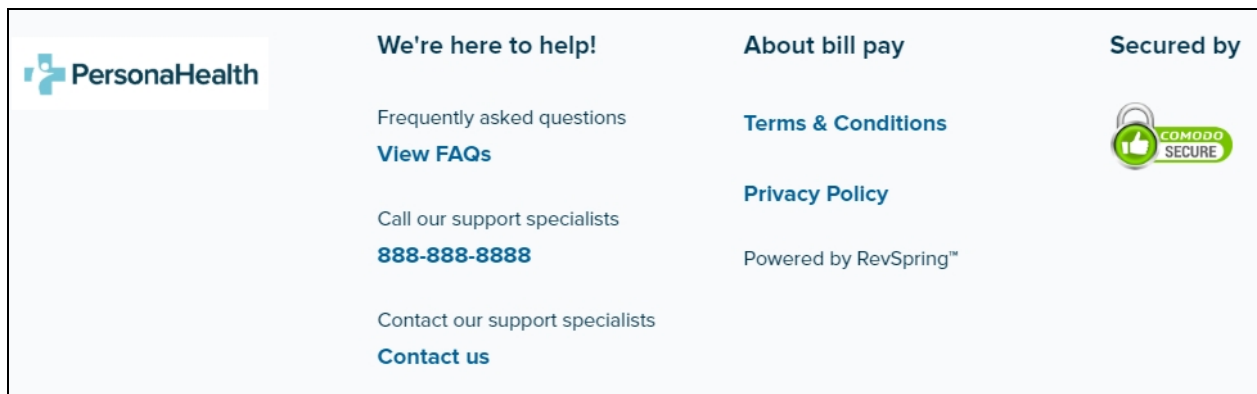 PersonaHealth
We're here to help!
Frequently asked questions
View FAQs
Call our support specialists
888-888-8888
Contact our support specialists
Contact us
About bill pay
Terms & Conditions
Privacy Policy
Powered by RevSpring™
Secured by
COMODO
SECURE